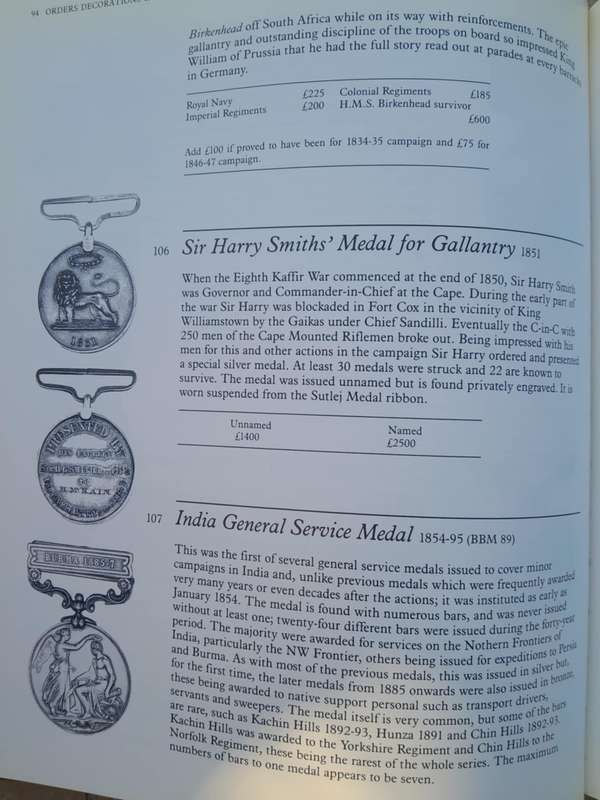 94 ORDERS DECORATIONS
Birkenhead off South Africa while on its way with reinforcements. The epic
gallantry and outstanding discipline of the troops on board so impressed King
William of Prussia that he had the full story read out at parades at every barracks
in Germany.
Royal Navy £225 Colonial Regiments £185
Imperial Regiments £200 H.M.S. Birkenhead survivor
£600
Add £100 if proved to have been for 1834-35 campaign and £75 for
1846-47 campaign.
106 Sir Harry Smiths' Medal for Gallantry 1851
When the Eighth Kaffir War commenced at the end of 1850, Sir Harry Smith
was Governor and Commander-in-Chief at the Cape. During the early part of
the war Sir Harry was blockaded in Fort Cox in the vicinity of King
Williamstown by the Gaikas under Chief Sandilli. Eventually the C-in-C with
250 men of the Cape Mounted Riflemen broke out. Being impressed with his
men for this and other actions in the campaign Sir Harry ordered and presented
a special silver medal. At least 30 medals were struck and 22 are known to
survive. The medal was issued unnamed but is found privately engraved. It is
worn suspended from the Sutlej Medal ribbon.
Unnamed Named
£1400 £2500
1851
PRESENTED BY
HIS EXCELLENCY
TO
107 India General Service Medal 1854-95 (BBM 89)
This was the first of several general service medals issued to cover minor
campaigns in India and, unlike previous medals which were frequently awarded
very many years or even decades after the actions; it was instituted as early as
January 1854. The medal is found with numerous bars, and was never issued
without at least one; twenty-four different bars were issued during the forty-year
period. The majority were awarded for services on the Nothern Frontiers of
India, particularly the NW Frontier, others being issued for expeditions to Persia
and Burma. As with most of the previous medals, this was issued in silver but,
for the first time, the later medals from 1885 onwards were also issued in bronze,
these being awarded to native support personal such as transport drivers,
servants and sweepers. The medal itself is very common, but some of the bars
are rare, such as Kachin Hills 1892-93, Hunza 1891 and Chin Hills 1892-93.
Kachin Hills was awarded to the Yorkshire Regiment and Chin Hills to the
Norfolk Regiment, these being the rarest of the whole series. The maximum
numbers of bars to one medal appears to be seven.
BURMA 1885-7